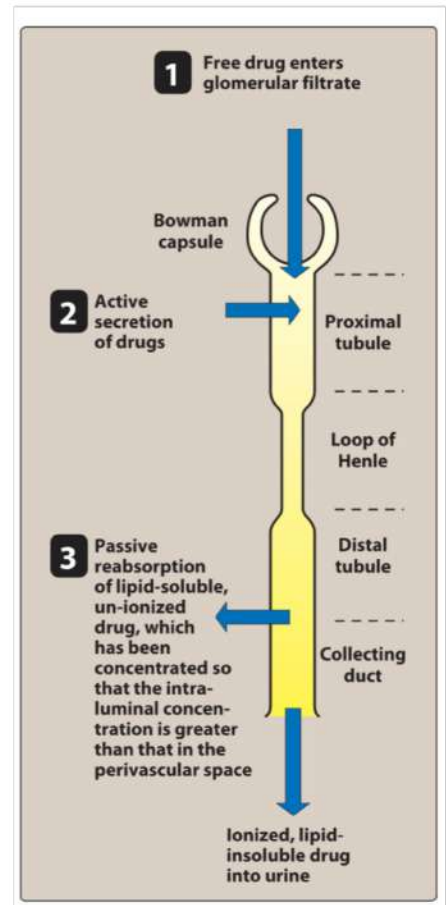 1
Free drug enters
glomerular filtrate
Bowman
capsule
2
Active
secretion
of drugs
Proximal
tubule
Loop of
Henle
3
Passive
reabsorption
of lipid-soluble,
un-ionized
drug, which
has been
concentrated so
that the intra-
luminal concen-
tration is greater
than that in the
perivascular space
Distal
tubule
Collecting
duct
Ionized, lipid-
insoluble drug
into urine